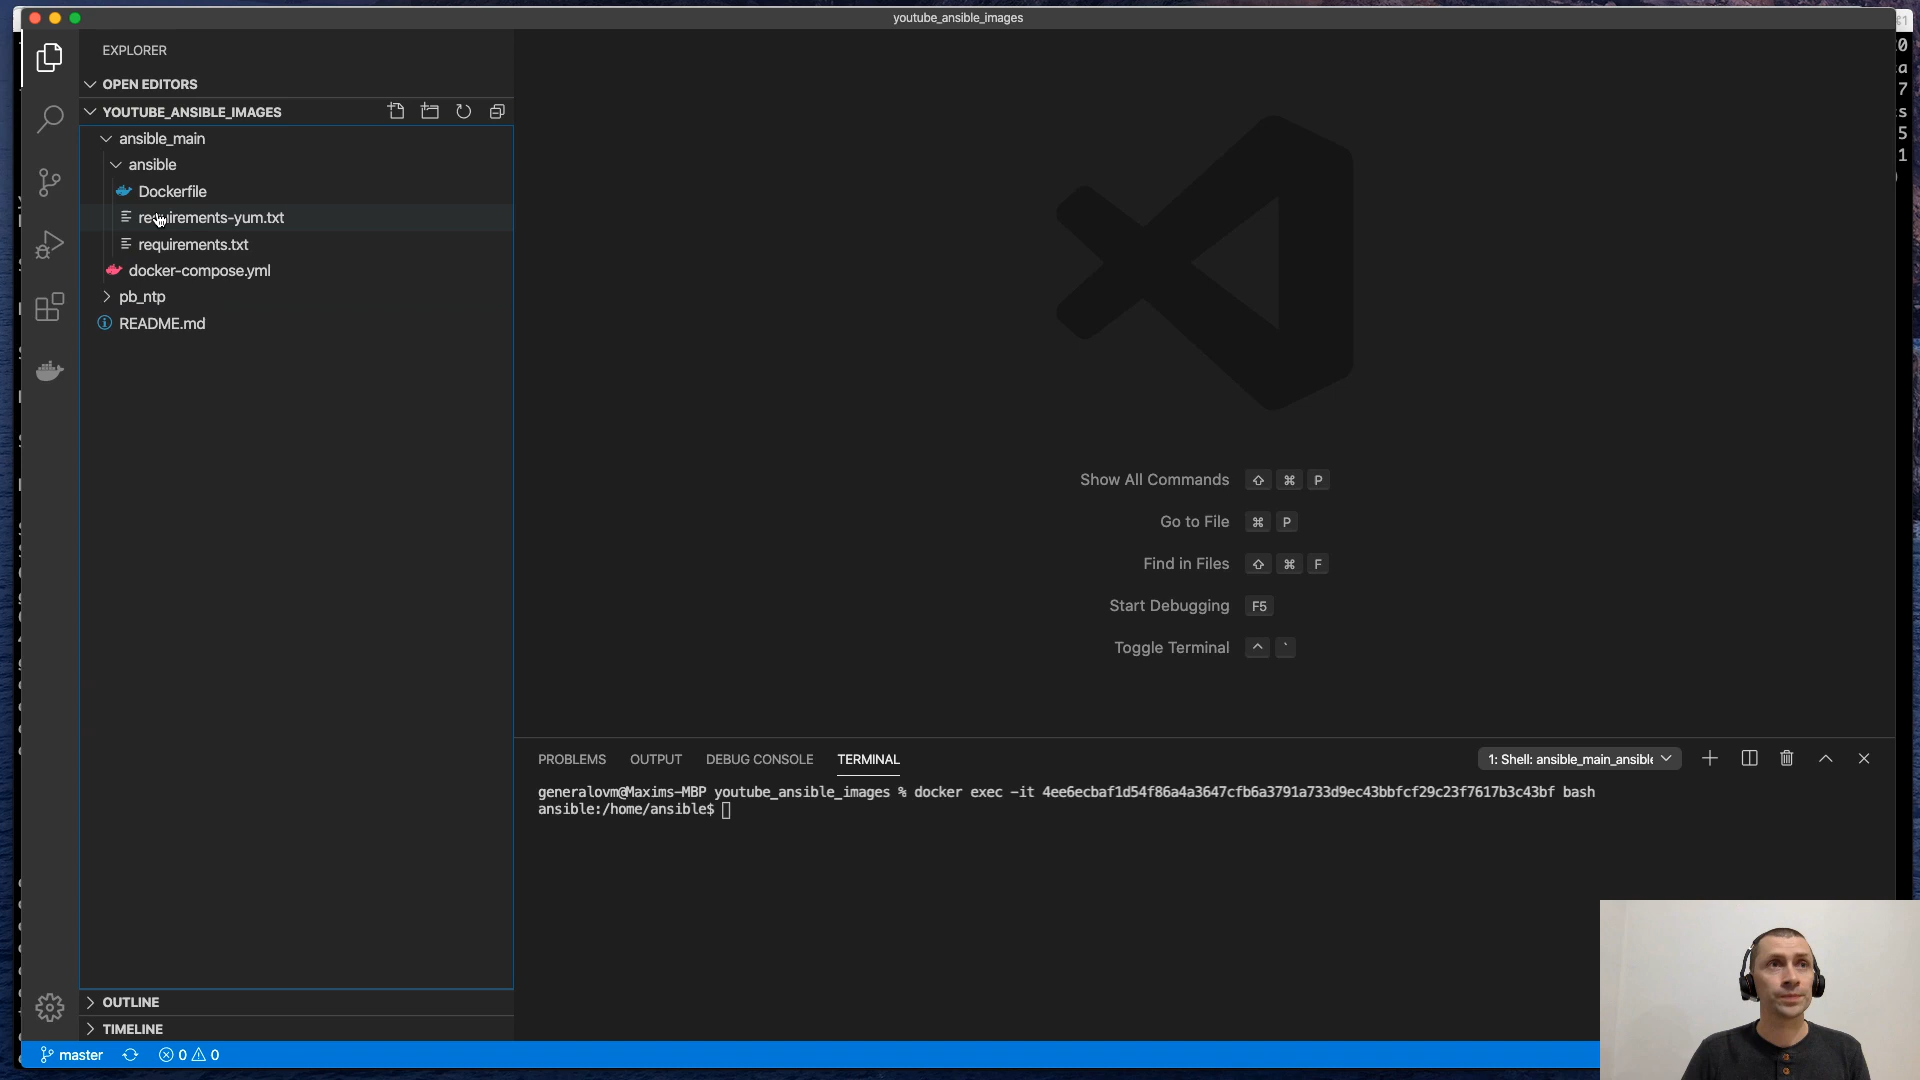 youtube_ansible_images
EXPLORER
OPEN EDITORS
YOUTUBE_ANSIBLE_IMAGES
ansible_main
ansible
Dockerfile
requirements-yum.txt
requirements.txt
docker-compose.yml
pb_ntp
README.md
Show All Commands ⇧ ⌘ P
Go to File ⌘ P
Find in Files ⇧ ⌘ F
Start Debugging F5
Toggle Terminal ^ `
PROBLEMS OUTPUT DEBUG CONSOLE TERMINAL
1: Shell: ansible_main_ansible
generalovm@Maxims-MBP youtube_ansible_images % docker exec -it 4ee6ecbaf1d54f86a4a3647cfb6a3791a733d9ec43bbfcf29c23f7617b3c43bf bash
ansible:/home/ansible$
OUTLINE
TIMELINE
master 0 0